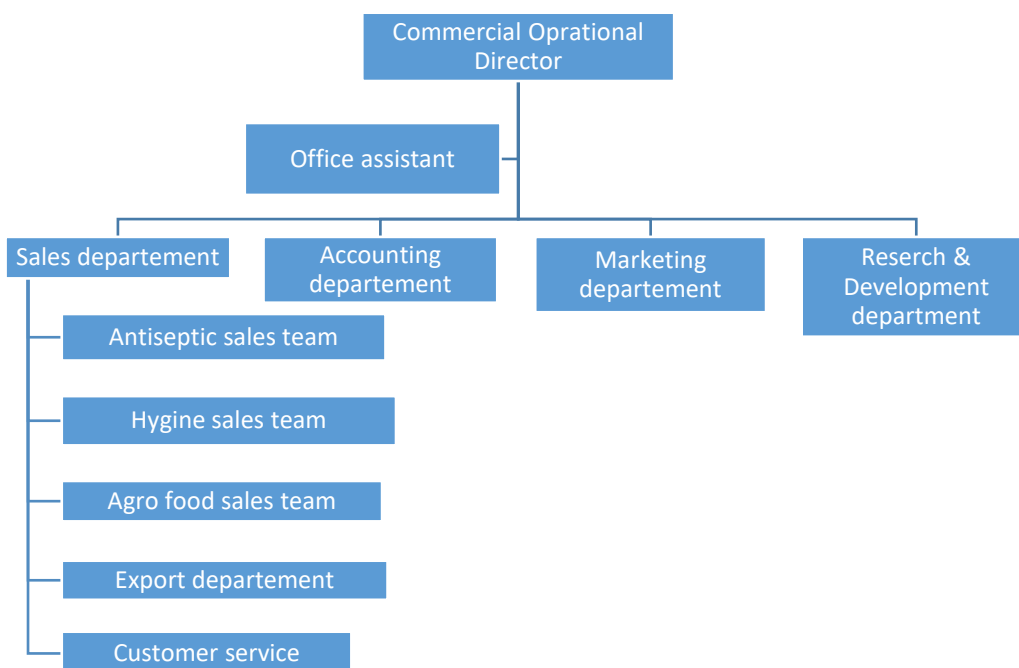 Commercial Oprational
Director
Office assistant
Sales departement
Accounting
departement
Marketing
departement
Reserch &
Development
department
Antiseptic sales team
Hygine sales team
Agro food sales team
Export departement
Customer service